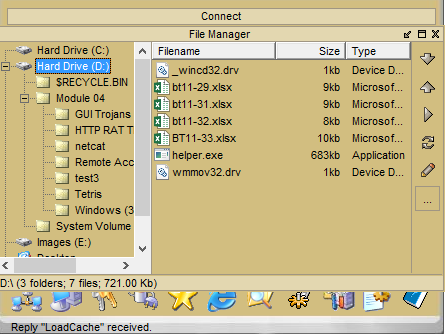 Connect
File Manager
Hard Drive (C:)
Hard Drive (D:)
$RECYCLE.BIN
Module 04
GUI Trojans
HTTP RAT T
netcat
Remote Acc
test3
Tetris
Windows (3
System Volume
Images (E:)
Desktop
Filename Size Type
_wincd32.drv 1kb Device D...
bt11-29.xlsx 9kb Microsof...
bt11-31.xlsx 9kb Microsof...
bt11-32.xlsx 8kb Microsof...
BT11-33.xlsx 10kb Microsof...
helper.exe 683kb Application
wmmov32.drv 1kb Device D...
...
D:\ (3 folders; 7 files; 721.00 Kb)
Reply "LoadCache" received.